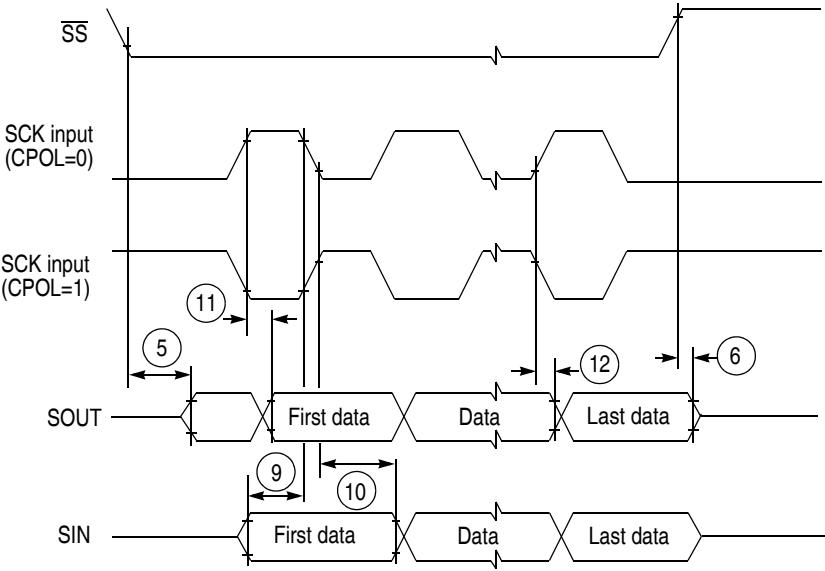 SS
SCK input
(CPOL=0)
SCK input
(CPOL=1)
11
5
12
6
SOUT
First data
Data
Last data
9
10
SIN
First data
Data
Last data